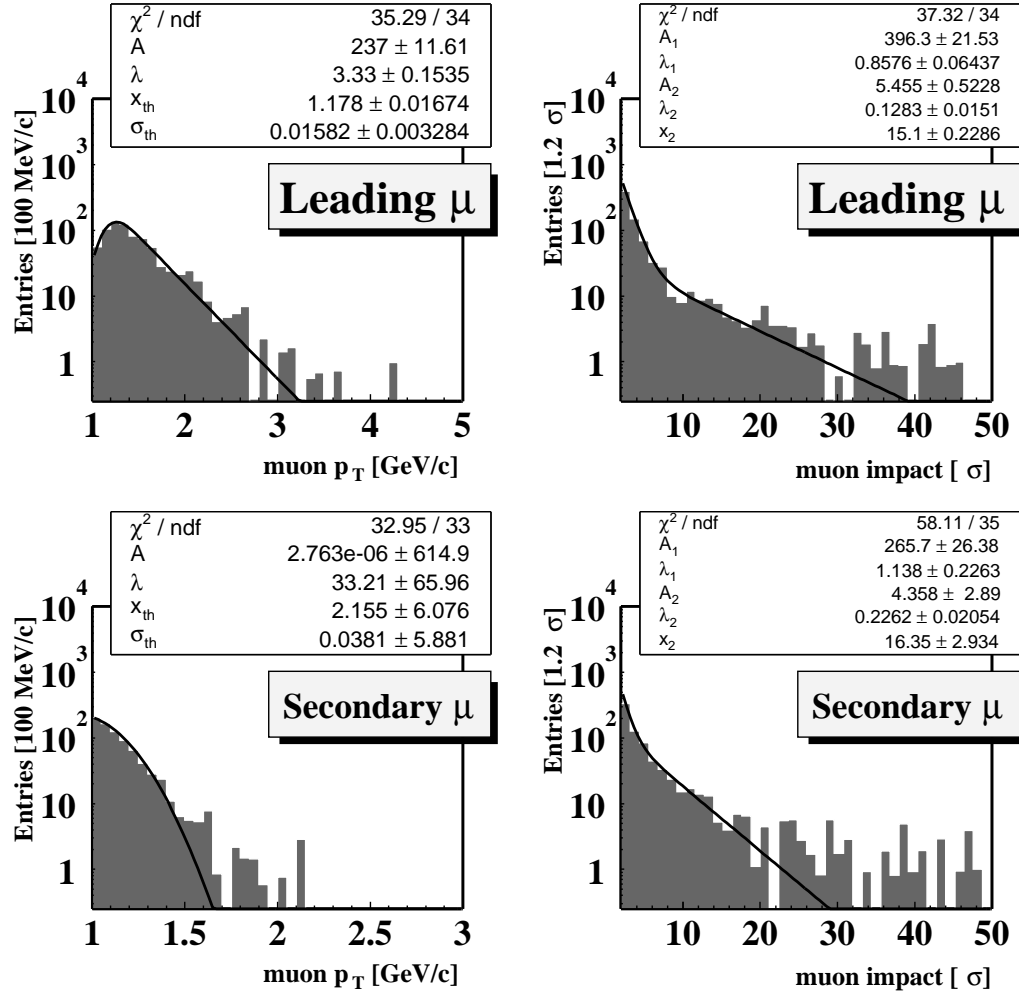 χ² / ndf 35.29 / 34
A 237 ± 11.61
λ 3.33 ± 0.1535
x_th 1.178 ± 0.01674
σ_th 0.01582 ± 0.003284
Leading μ
Entries [100 MeV/c]
10⁴
10³
10²
10
1
1 2 3 4 5
muon p_T [GeV/c]
χ² / ndf 37.32 / 34
A₁ 396.3 ± 21.53
λ₁ 0.8576 ± 0.06437
A₂ 5.455 ± 0.5228
λ₂ 0.1283 ± 0.0151
x₂ 15.1 ± 0.2286
Leading μ
Entries [1.2 σ]
10⁴
10³
10²
10
1
10 20 30 40 50
muon impact [ σ]
χ² / ndf 32.95 / 33
A 2.763e-06 ± 614.9
λ 33.21 ± 65.96
x_th 2.155 ± 6.076
σ_th 0.0381 ± 5.881
Secondary μ
Entries [100 MeV/c]
10⁴
10³
10²
10
1
1 1.5 2 2.5 3
muon p_T [GeV/c]
χ² / ndf 58.11 / 35
A₁ 265.7 ± 26.38
λ₁ 1.138 ± 0.2263
A₂ 4.358 ± 2.89
λ₂ 0.2262 ± 0.02054
x₂ 16.35 ± 2.934
Secondary μ
Entries [1.2 σ]
10⁴
10³
10²
10
1
10 20 30 40 50
muon impact [ σ]